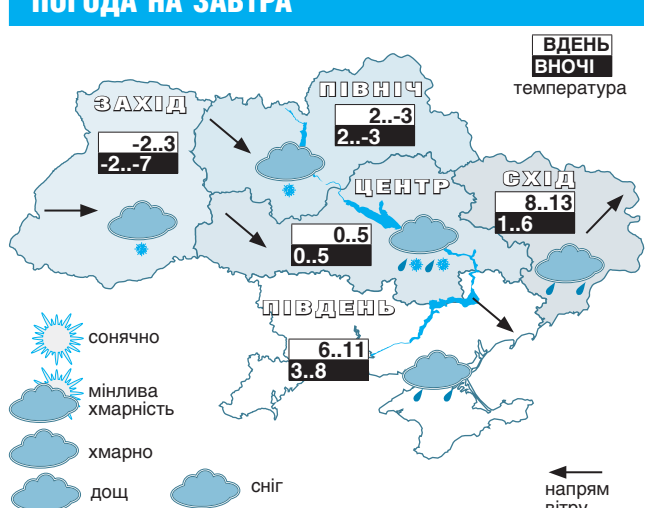 ПОГОДА НА ЗАВТРА
ВДЕНЬ
ВНОЧІ
температура
ЗАХІД
-2..3
-2..-7
ПІВНІЧ
2..-3
2..-3
ЦЕНТР
0..5
0..5
СХІД
8..13
1..6
ПІВДЕНЬ
6..11
3..8
сонячно
мінлива
хмарність
хмарно
дощ
сніг
напрям
вітру